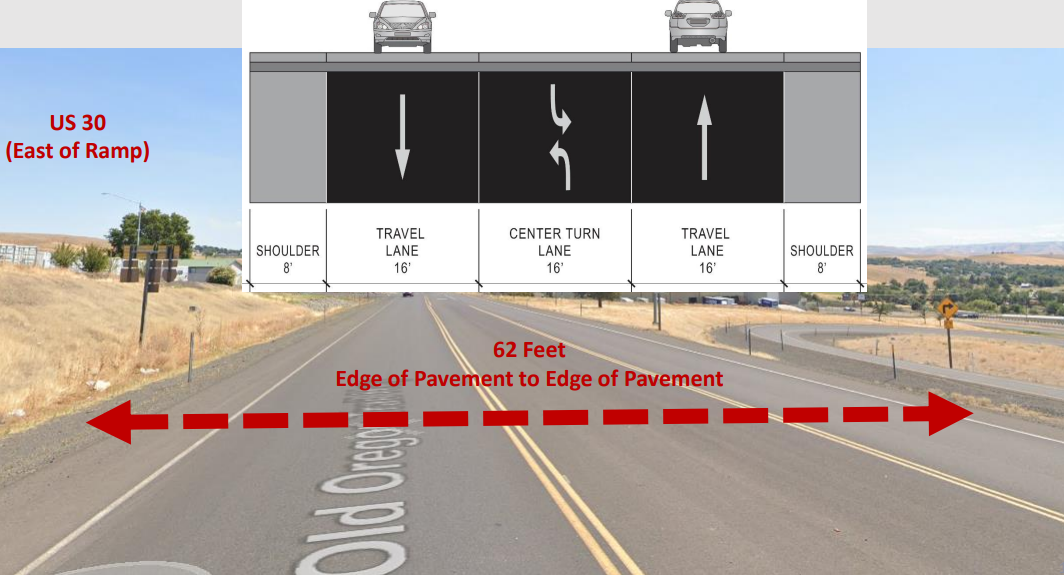 US 30
(East of Ramp)
SHOULDER
8'
TRAVEL
LANE
16'
CENTER TURN
LANE
16'
TRAVEL
LANE
16'
SHOULDER
8'
62 Feet
Edge of Pavement to Edge of Pavement
Old Oregon